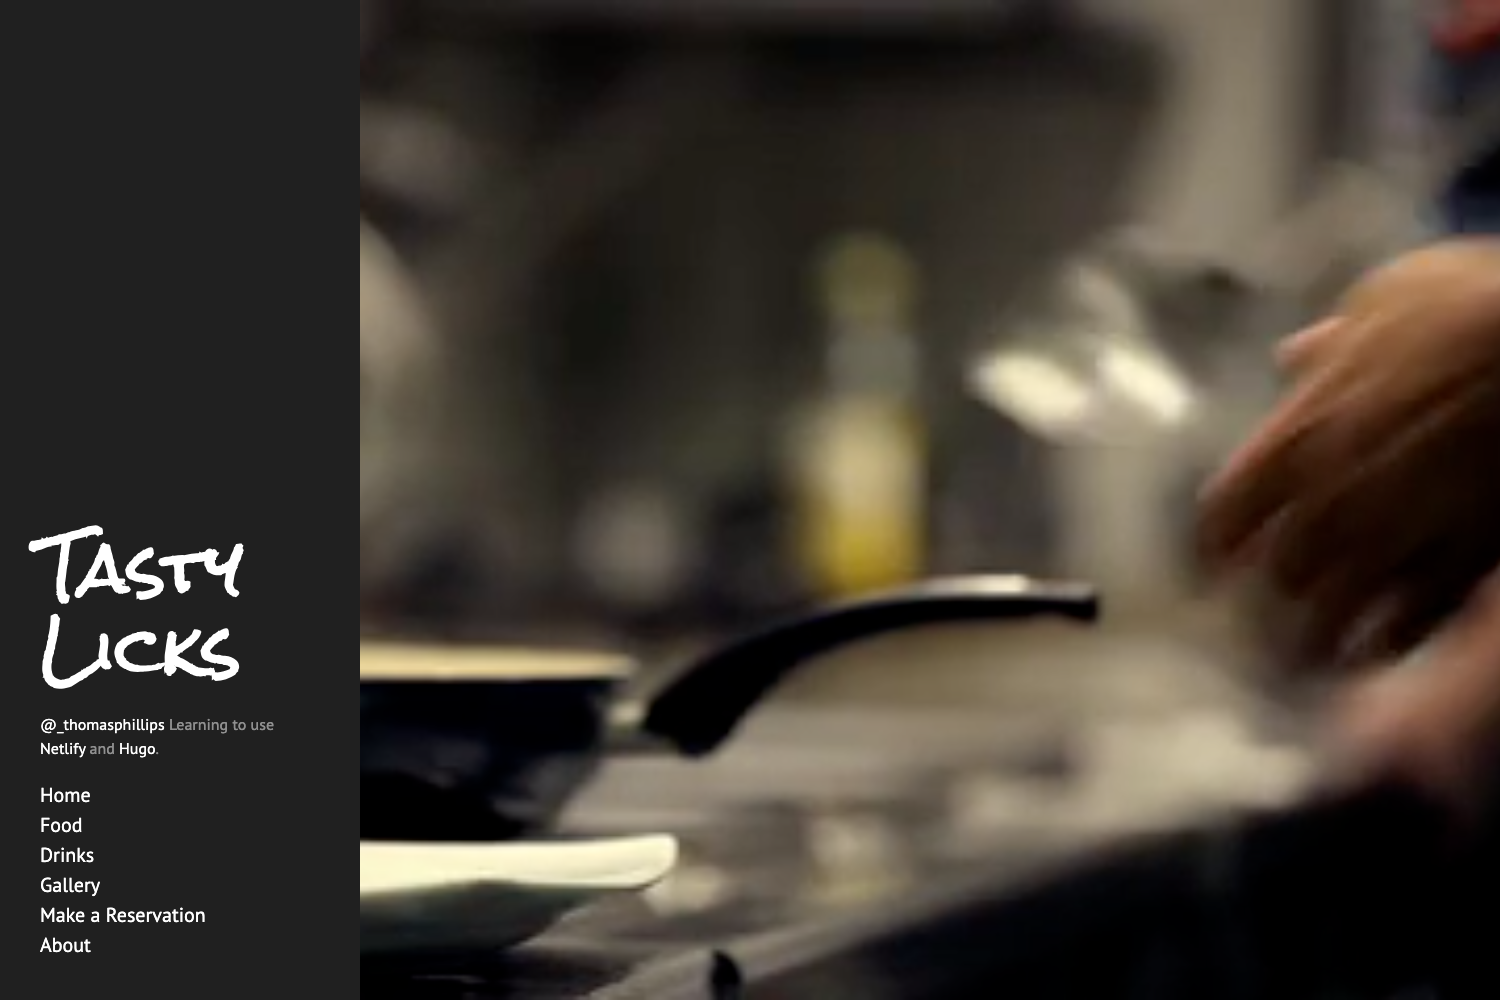 Tasty
Licks
@_thomasphillips Learning to use
Netlify and Hugo.
Home
Food
Drinks
Gallery
Make a Reservation
About